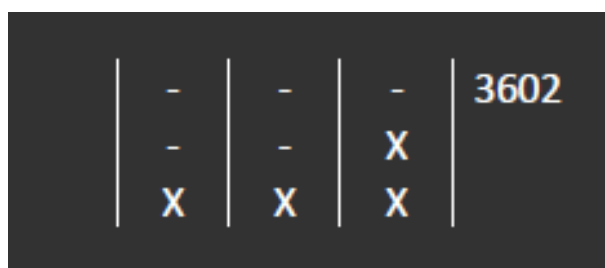 | - | - | - | 3602
| - | - | X |
| X | X | X |